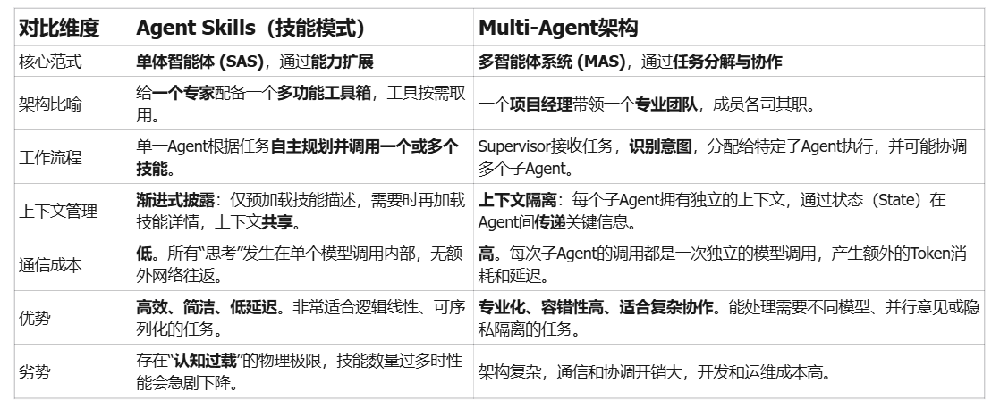 对比维度 Agent Skills（技能模式） Multi-Agent架构
核心范式 单体智能体 (SAS)，通过能力扩展 多智能体系统 (MAS)，通过任务分解与协作
架构比喻 给一个专家配备一个多功能工具箱，工具按需取
用。
一个项目经理带领一个专业团队，成员各司其职。
工作流程 单一Agent根据任务自主规划并调用一个或多个
技能。
Supervisor接收任务，识别意图，分配给特定子Agent执行，并可能协调
多个子Agent。
上下文管理 渐进式披露：仅预加载技能描述，需要时再加载
技能详情，上下文共享。
上下文隔离：每个子Agent拥有独立的上下文，通过状态（State）在
Agent间传递关键信息。
通信成本 低。所有“思考”发生在单个模型调用内部，无额
外网络往返。
高。每次子Agent的调用都是一次独立的模型调用，产生额外的Token消
耗和延迟。
优势 高效、简洁、低延迟。非常适合逻辑线性、可序
列化的任务。
专业化、容错性高、适合复杂协作。能处理需要不同模型、并行意见或隐
私隔离的任务。
劣势 存在“认知过载”的物理极限，技能数量过多时性
能会急剧下降。
架构复杂，通信和协调开销大，开发和运维成本高。